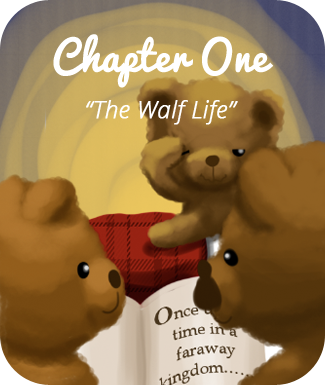 Chapter One
“The Walf Life”
Once
time in a
faraway
kingdom.....